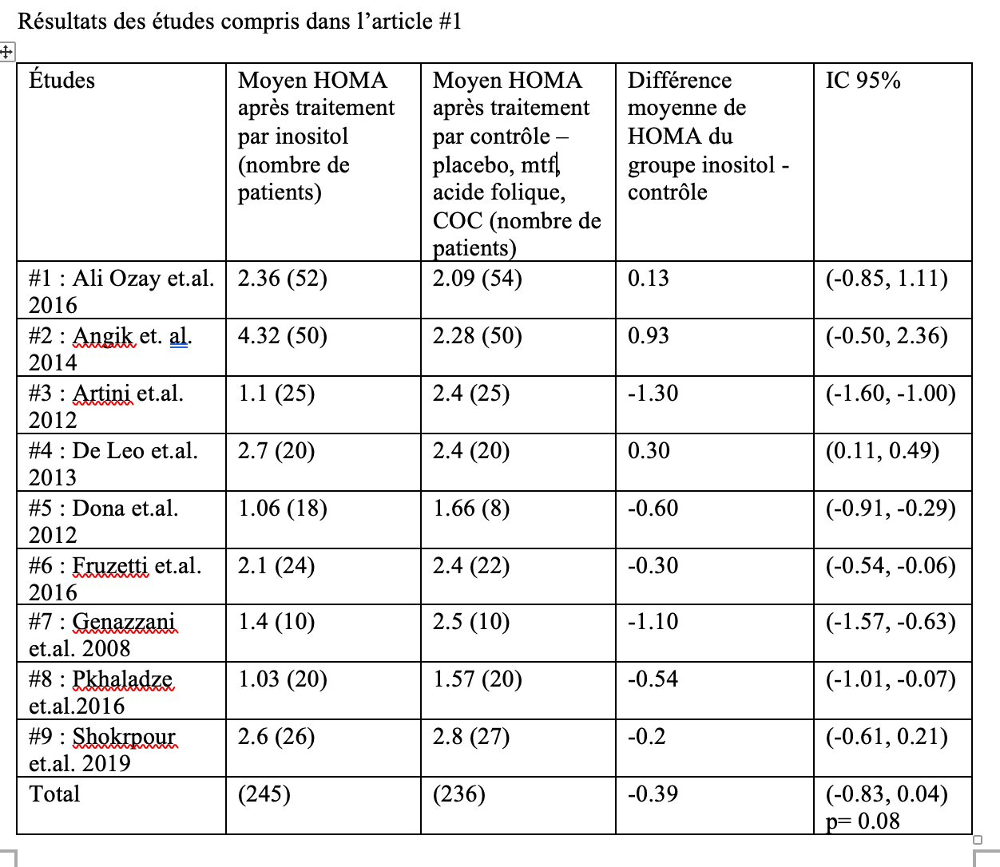 Résultats des études compris dans l’article #1
Études
Moyen HOMA
après traitement
par inositol
(nombre de
patients)
Moyen HOMA
après traitement
par contrôle –
placebo, mtf,
acide folique,
COC (nombre de
patients)
Différence
moyenne de
HOMA du
groupe inositol -
contrôle
IC 95%
#1 : Ali Ozay et.al.
2016
2.36 (52)
2.09 (54)
0.13
(-0.85, 1.11)
#2 : Angik et. al.
2014
4.32 (50)
2.28 (50)
0.93
(-0.50, 2.36)
#3 : Artini et.al.
2012
1.1 (25)
2.4 (25)
-1.30
(-1.60, -1.00)
#4 : De Leo et.al.
2013
2.7 (20)
2.4 (20)
0.30
(0.11, 0.49)
#5 : Dona et.al.
2012
1.06 (18)
1.66 (8)
-0.60
(-0.91, -0.29)
#6 : Fruzetti et.al.
2016
2.1 (24)
2.4 (22)
-0.30
(-0.54, -0.06)
#7 : Genazzani
et.al. 2008
1.4 (10)
2.5 (10)
-1.10
(-1.57, -0.63)
#8 : Pkhaladze
et.al.2016
1.03 (20)
1.57 (20)
-0.54
(-1.01, -0.07)
#9 : Shokrpour
et.al. 2019
2.6 (26)
2.8 (27)
-0.2
(-0.61, 0.21)
Total
(245)
(236)
-0.39
(-0.83, 0.04)
p= 0.08